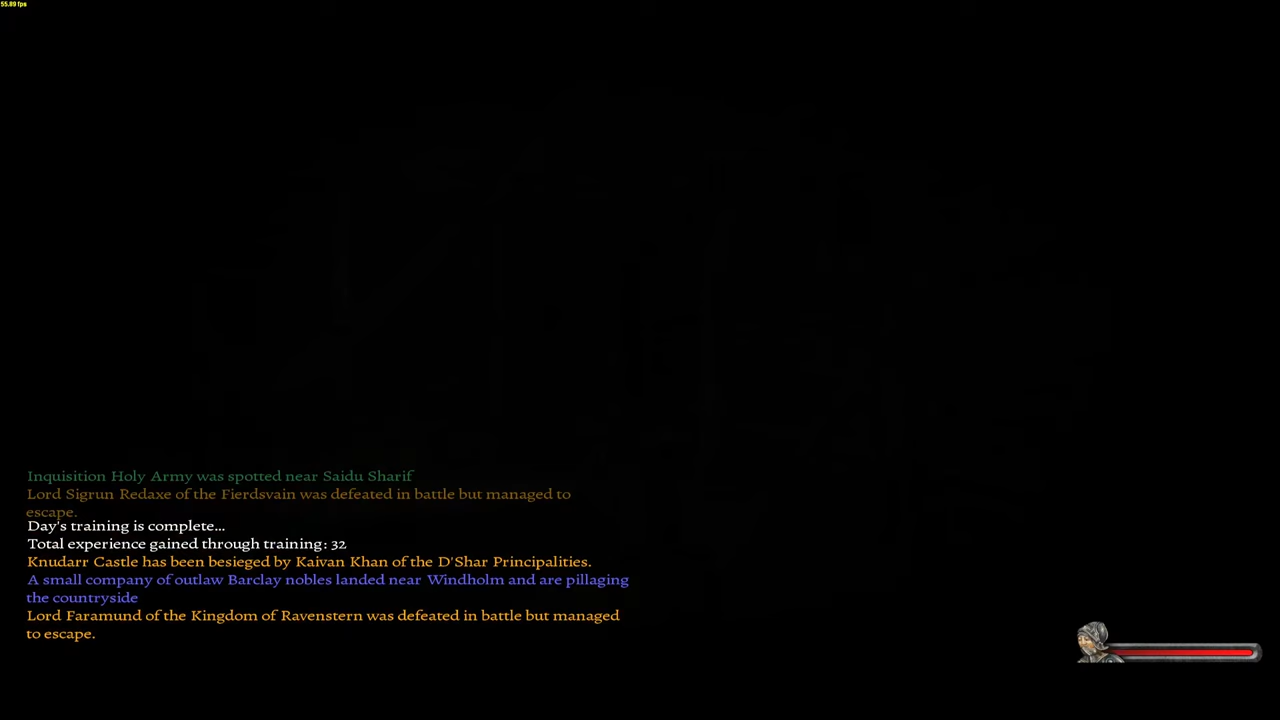 55.89 fps
Inquisition Holy Army was spotted near Saidu Sharif
Lord Sigrun Redaxe of the Fierdsvain was defeated in battle but managed to
escape.
Day's training is complete...
Total experience gained through training: 32
Knudarr Castle has been besieged by Kaivan Khan of the D'Shar Principalities.
A small company of outlaw Barclay nobles landed near Windholm and are pillaging
the countryside
Lord Faramund of the Kingdom of Ravenstern was defeated in battle but managed
to escape.